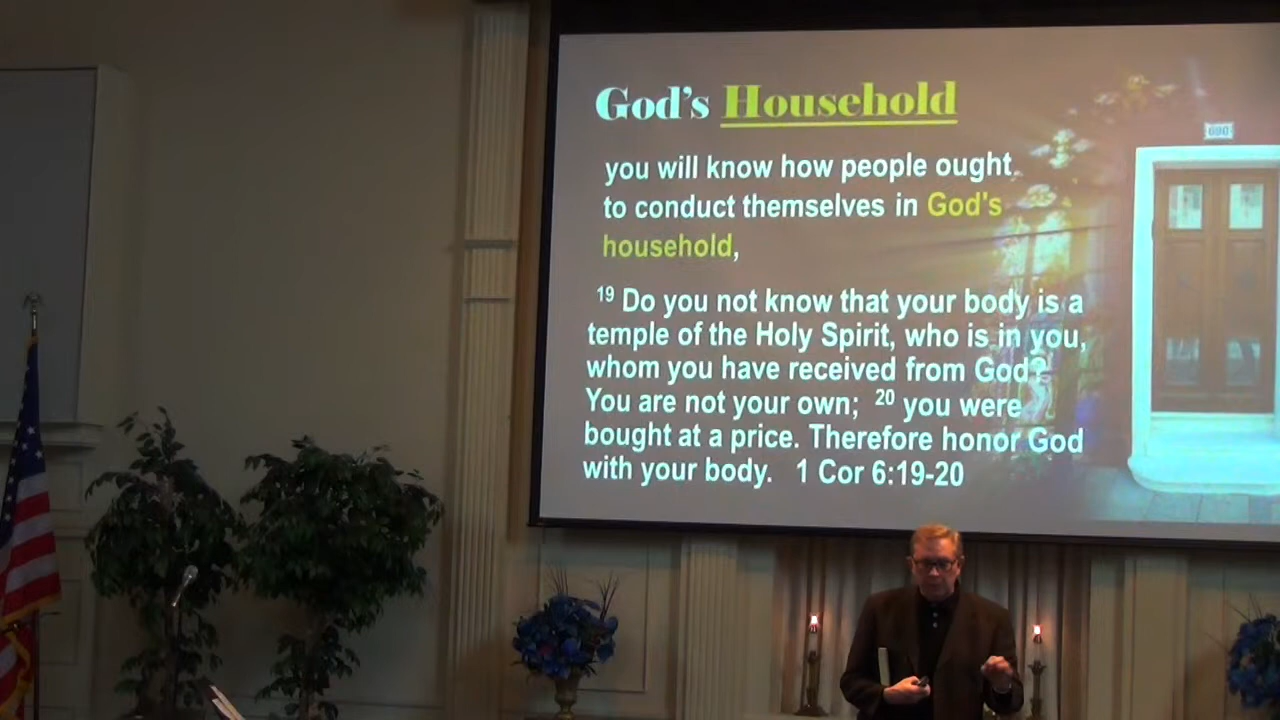 God's Household
you will know how people ought
to conduct themselves in God's
household,
19 Do you not know that your body is a
temple of the Holy Spirit, who is in you,
whom you have received from God?
You are not your own; 20 you were
bought at a price. Therefore honor God
with your body. 1 Cor 6:19-20